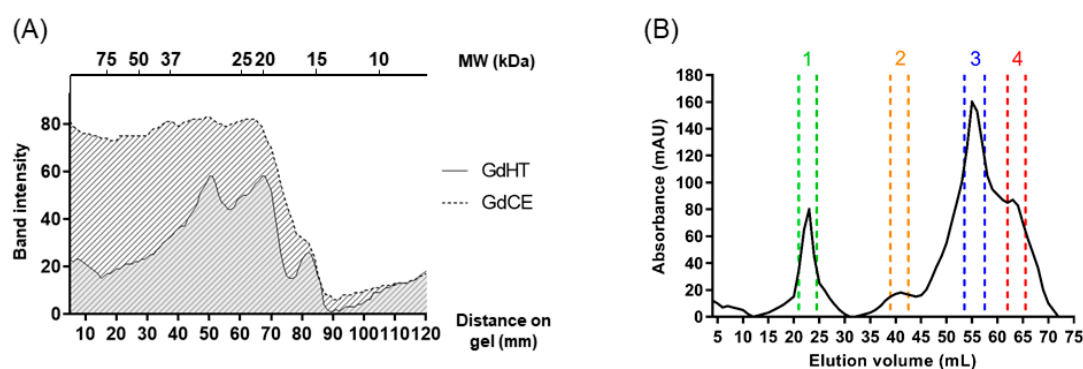 (A)
75 50 37 25 20 15 10 MW (kDa)
80
60
40
20
0
Band intensity
GdHT
GdCE
10 20 30 40 50 60 70 80 90 100 110 120
Distance on
gel (mm)
(B)
1 2 3 4
180
160
140
120
100
80
60
40
20
0
Absorbance (mAU)
5 10 15 20 25 30 35 40 45 50 55 60 65 70 75
Elution volume (mL)